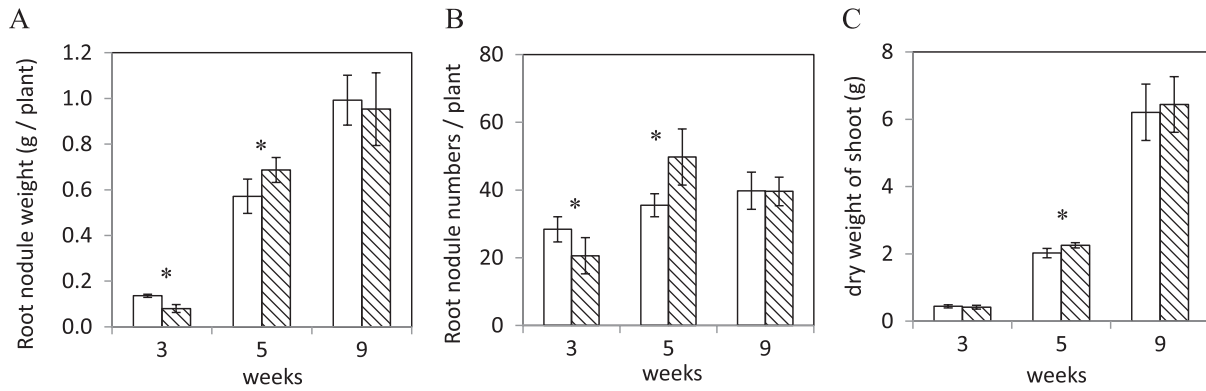 A
Root nodule weight (g / plant)
1.2
1.0
0.8
0.6
0.4
0.2
0.0
*
*
3 5 9
weeks
B
Root nodule numbers / plant
80
60
40
20
0
*
*
3 5 9
weeks
C
dry weight of shoot (g)
8
6
4
2
0
*
3 5 9
weeks